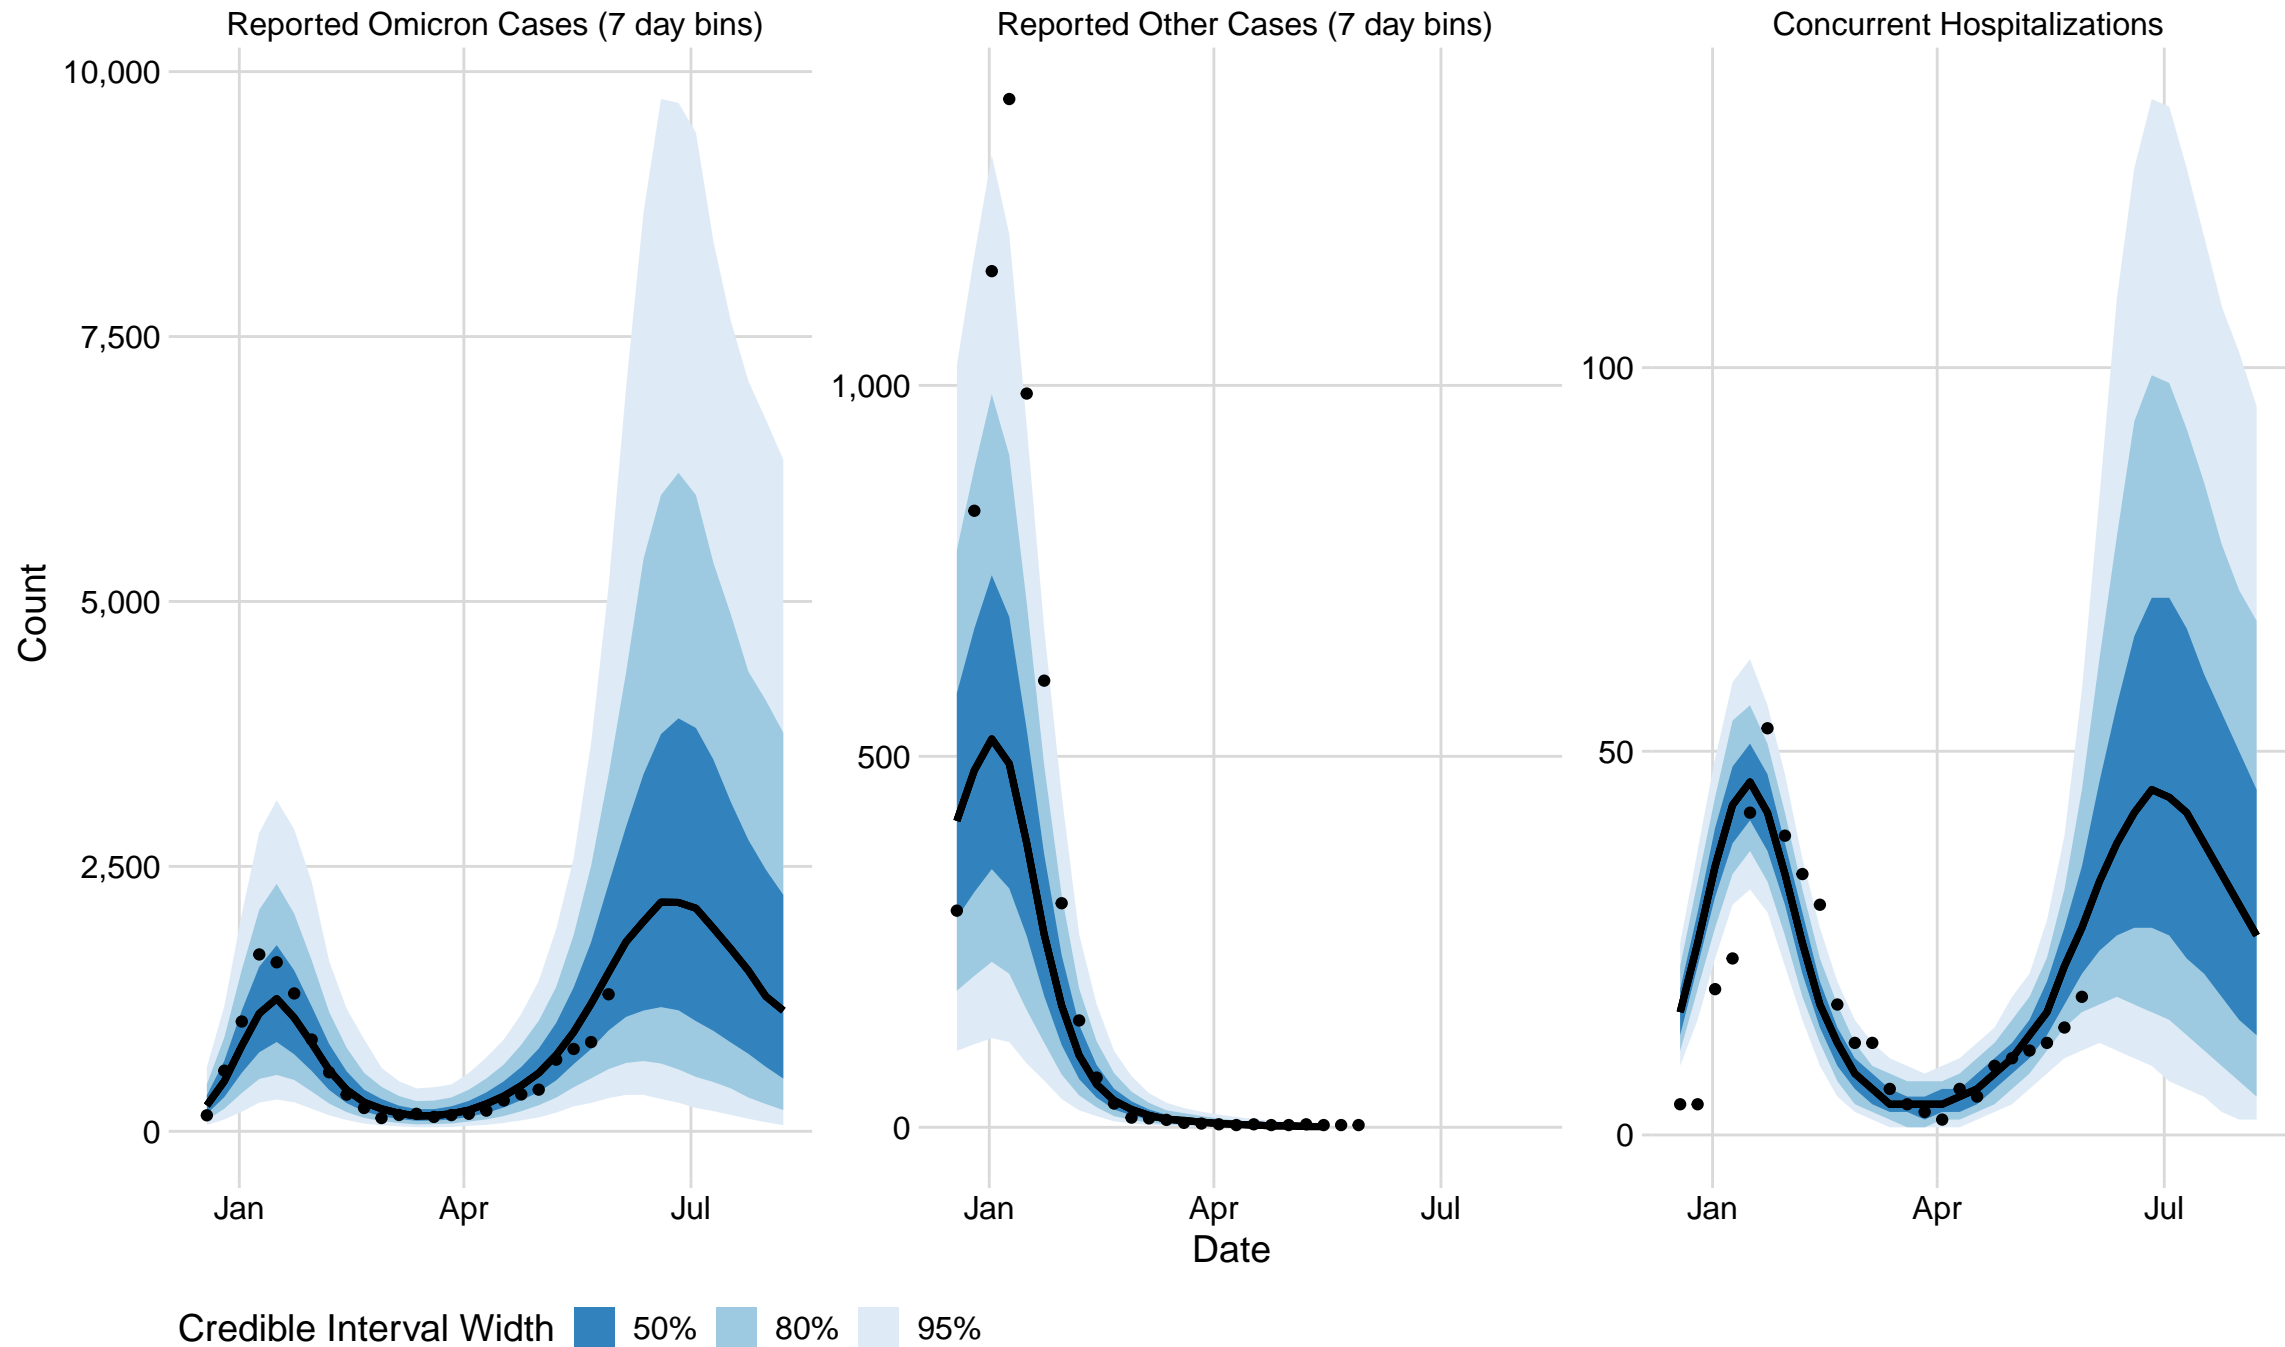 Reported Omicron Cases (7 day bins)
Reported Other Cases (7 day bins)
Concurrent Hospitalizations
Count
10,000
7,500
5,000
2,500
0
Jan
Apr
Jul
1,000
500
0
Jan
Apr
Jul
100
50
0
Jan
Apr
Jul
Date
Credible Interval Width 50% 80% 95%